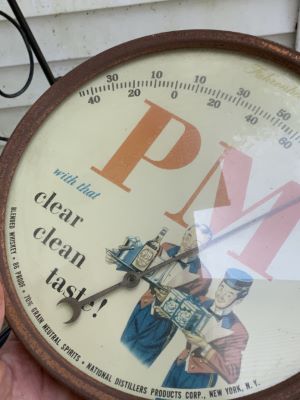 Fahrenheit
30 10 10 30 50
40 20 0 20 40 60
PM
with that
clear
clean
taste!
BLENDED WHISKEY • 86 PROOF • 70% GRAIN NEUTRAL SPIRITS • NATIONAL DISTILLERS PRODUCTS CORP., NEW YORK, N.Y.